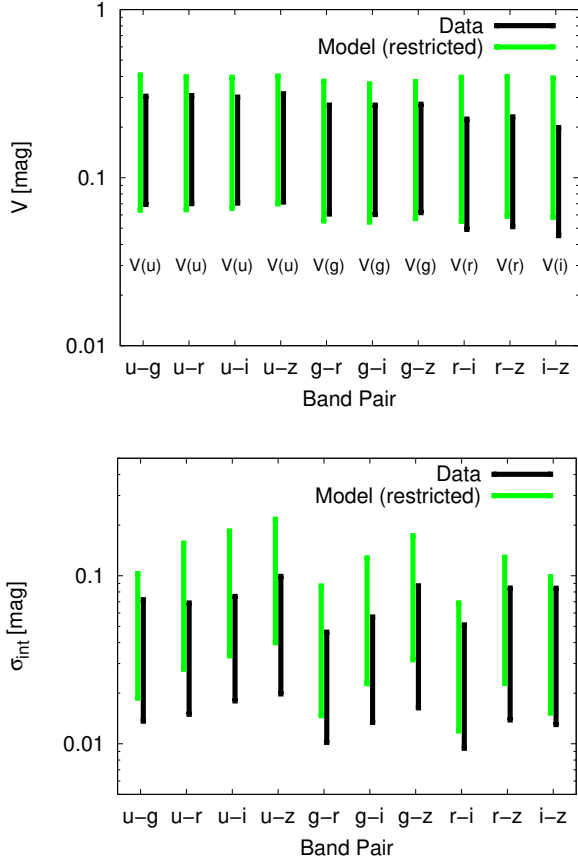 1
Data
Model (restricted)
V [mag]
0.1
V(u) V(u) V(u) V(u) V(g) V(g) V(g) V(r) V(r) V(i)
0.01
u−g u−r u−i u−z g−r g−i g−z r−i r−z i−z
Band Pair
Data
Model (restricted)
σint [mag]
0.1
0.01
u−g u−r u−i u−z g−r g−i g−z r−i r−z i−z
Band Pair